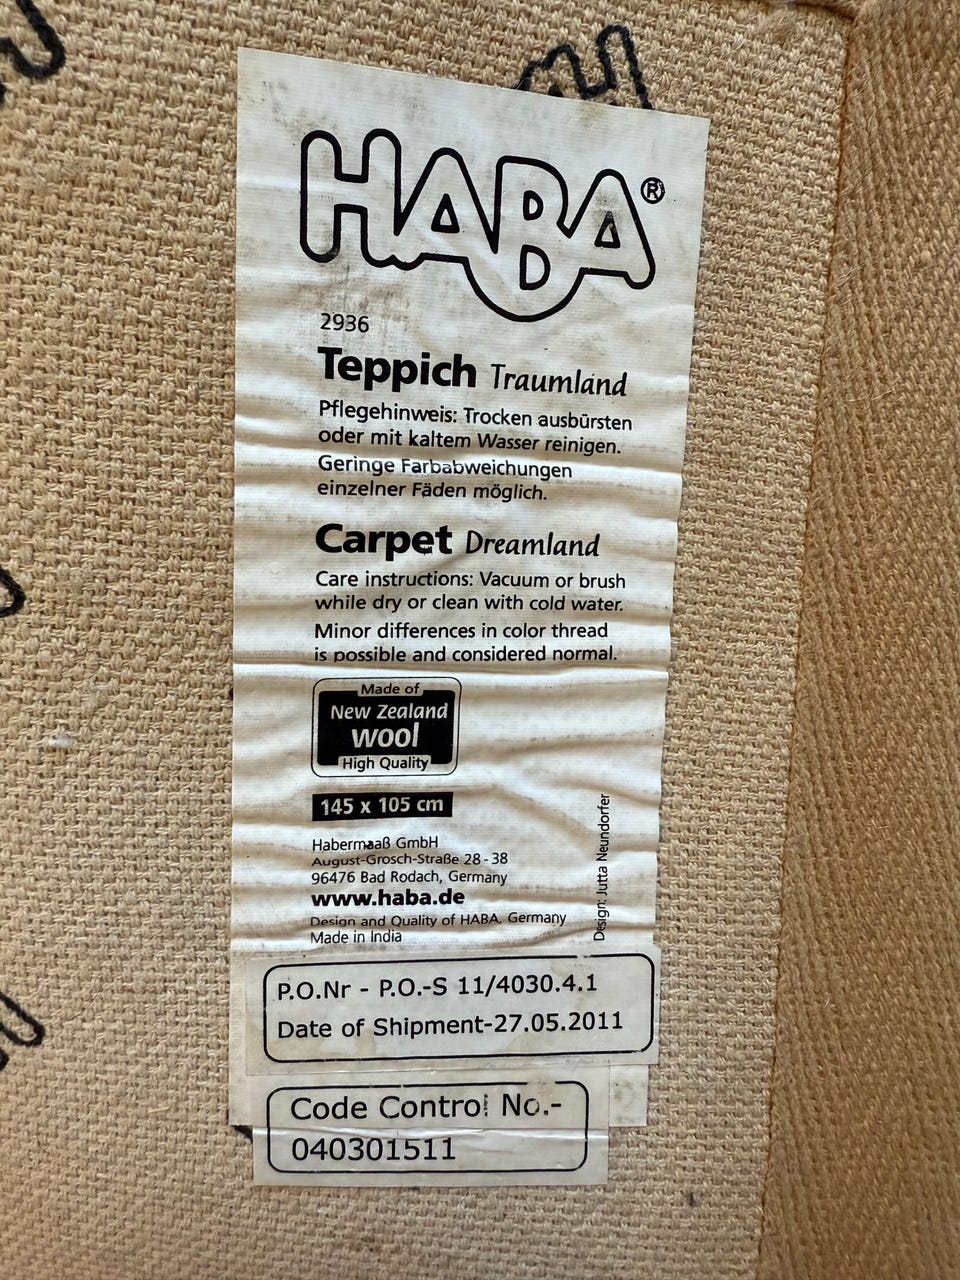 HABA®
2936
Teppich Traumland
Pflegehinweis: Trocken ausbürsten
oder mit kaltem Wasser reinigen.
Geringe Farbabweichungen
einzelner Fäden möglich.
Carpet Dreamland
Care instructions: Vacuum or brush
while dry or clean with cold water.
Minor differences in color thread
is possible and considered normal.
Made of
New Zealand
wool
High Quality
145 x 105 cm
Habermaaß GmbH
August-Grosch-Straße 28 - 38
96476 Bad Rodach, Germany
www.haba.de
Design and Quality of HABA, Germany
Made in India
Design: Jutta Neundorfer
P.O.Nr - P.O.-S 11/4030.4.1
Date of Shipment-27.05.2011
Code Control No.-
040301511